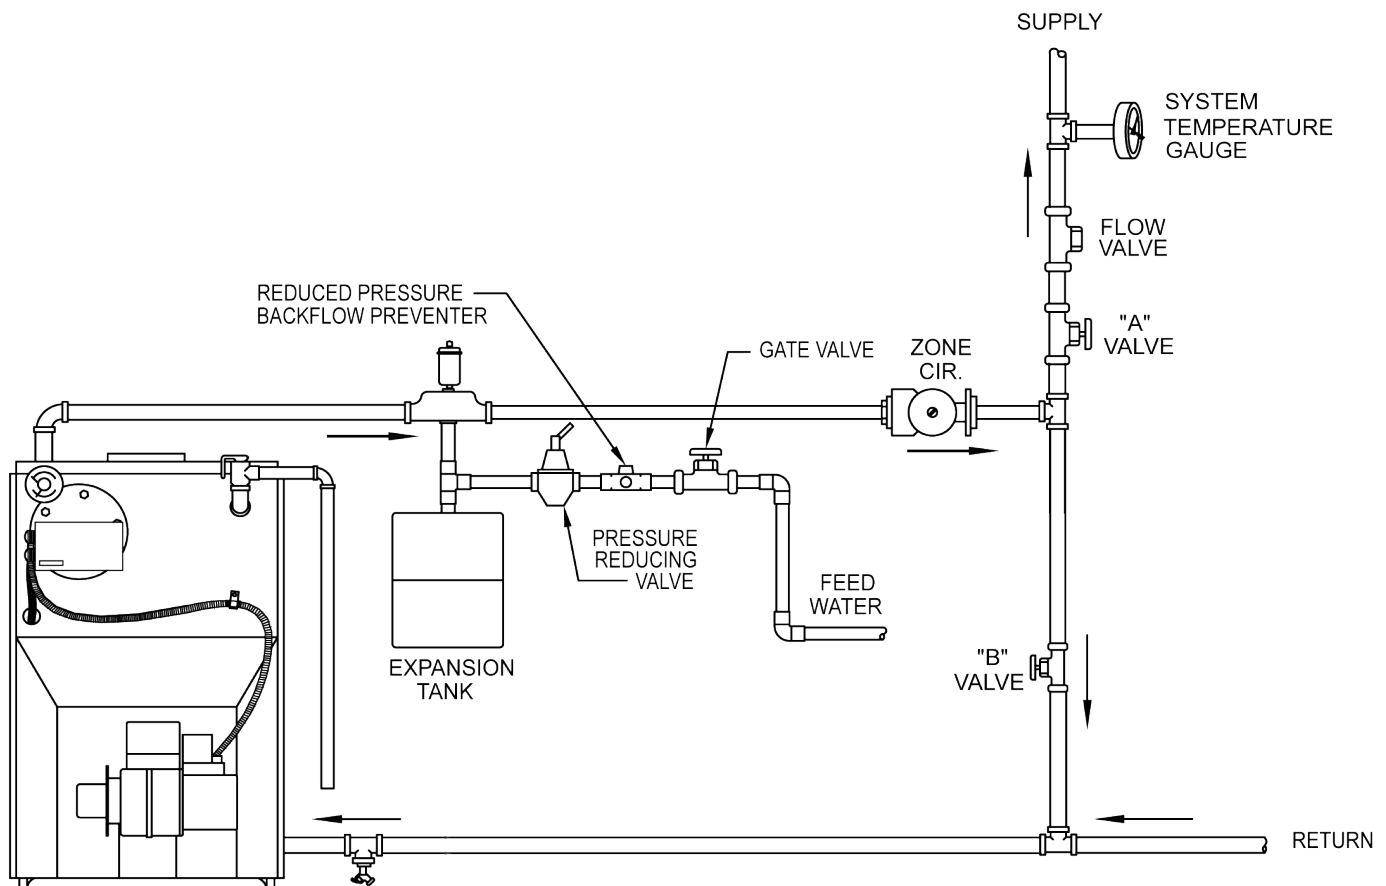 SUPPLY
SYSTEM
TEMPERATURE
GAUGE
FLOW
VALVE
REDUCED PRESSURE
BACKFLOW PREVENTER
"A"
VALVE
GATE VALVE
ZONE
CIR.
PRESSURE
REDUCING
VALVE
FEED
WATER
EXPANSION
TANK
"B"
VALVE
RETURN